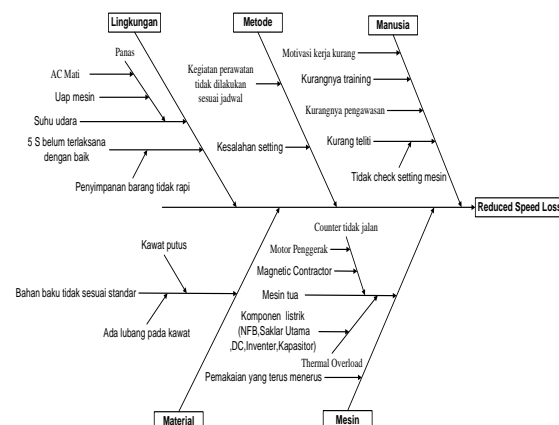 Lingkungan
Metode
Manusia
Panas
AC Mati
Uap mesin
Suhu udara
5 S belum terlaksana
dengan baik
Penyimpanan barang tidak rapi
Kegiatan perawatan
tidak dilakukan
sesuai jadwal
Kesalahan setting
Motivasi kerja kurang
Kurangnya training
Kurangnya pengawasan
Kurang teliti
Tidak check setting mesin
Reduced Speed Loss
Kawat putus
Bahan baku tidak sesuai standar
Ada lubang pada kawat
Counter tidak jalan
Motor Penggerak
Magnetic Contractor
Mesin tua
Komponen listrik
(NFB,Saklar Utama
,DC,Inventer,Kapasitor)
Thermal Overload
Pemakaian yang terus menerus
Material
Mesin